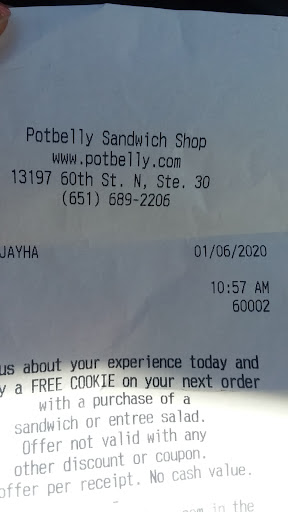 Potbelly Sandwich Shop
www.potbelly.com
13197 60th St. N, Ste. 30
(651) 689-2206
JAYHA 01/06/2020
10:57 AM
60002
us about your experience today and
y a FREE COOKIE on your next order
with a purchase of a
sandwich or entree salad.
Offer not valid with any
other discount or coupon.
offer per receipt. No cash value.
in the